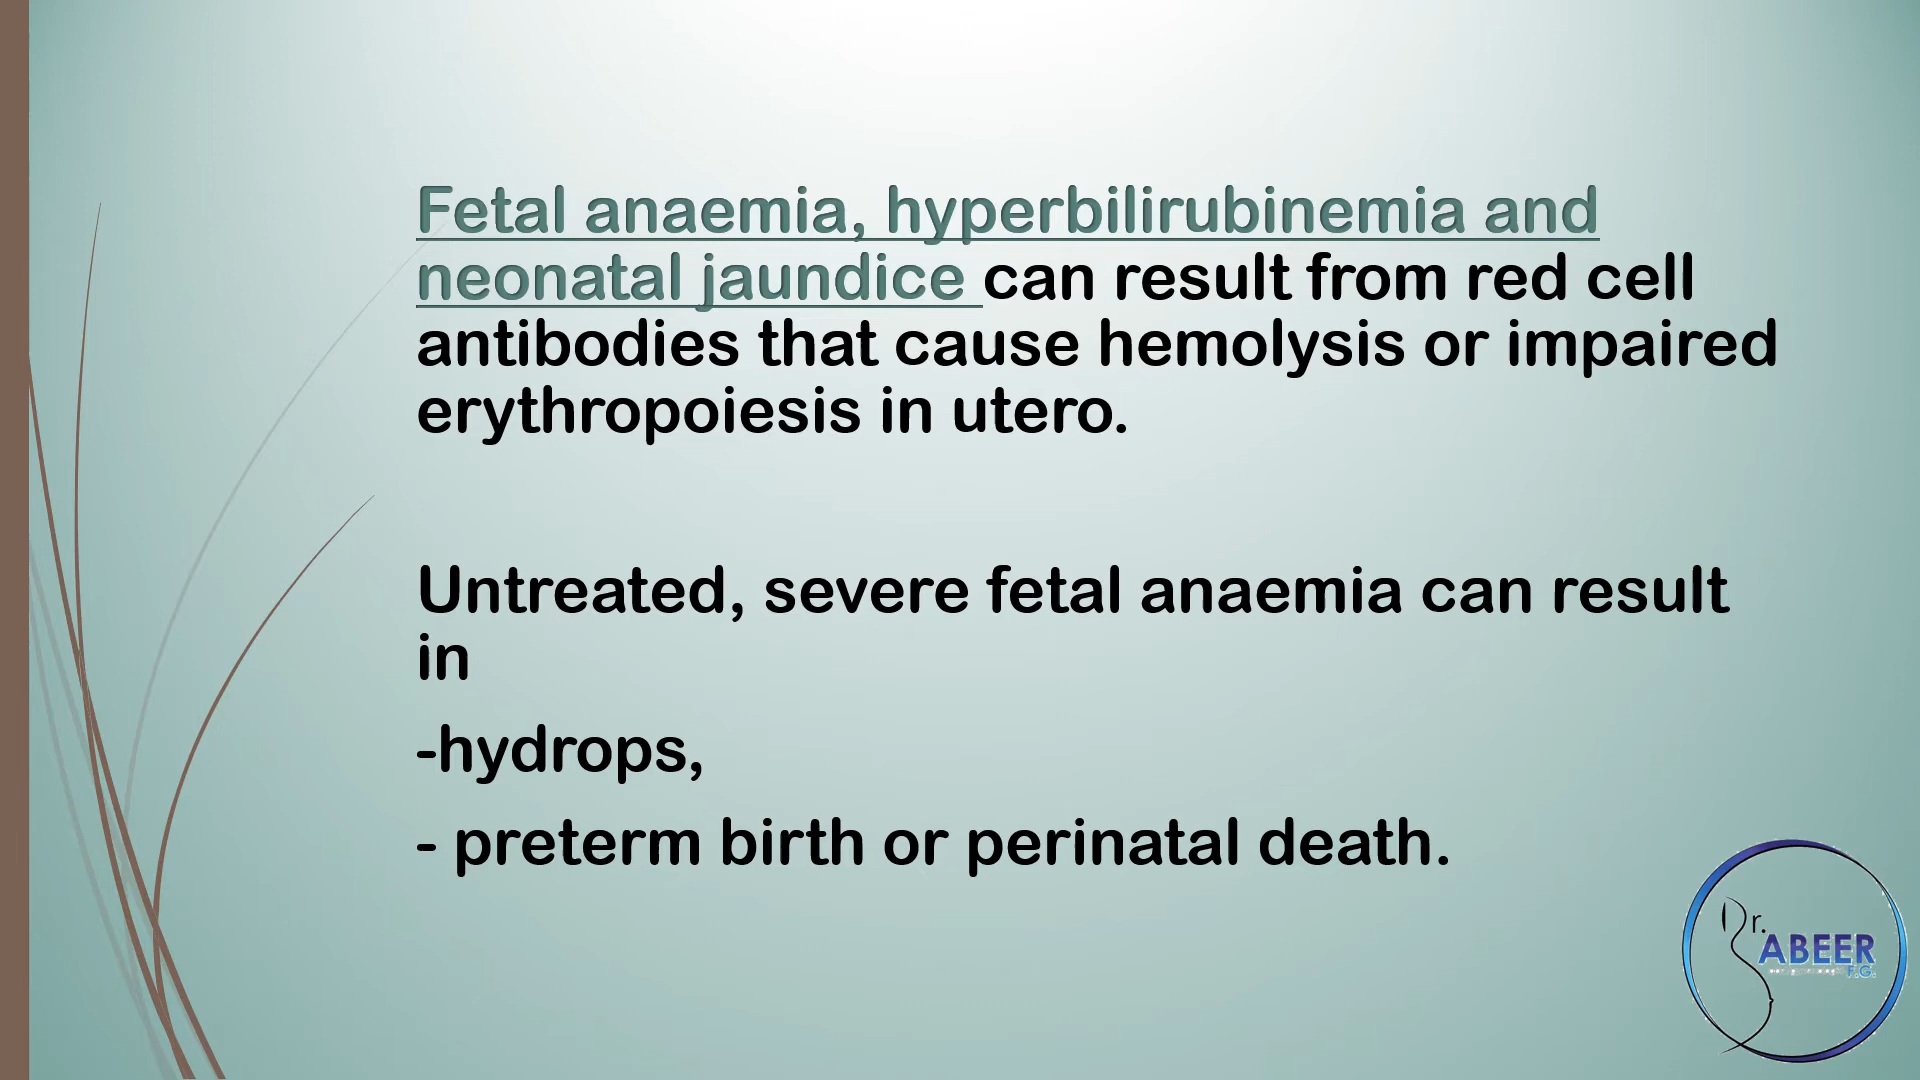 Fetal anaemia, hyperbilirubinemia and
neonatal jaundice can result from red cell
antibodies that cause hemolysis or impaired
erythropoiesis in utero.
Untreated, severe fetal anaemia can result
in
-hydrops,
- preterm birth or perinatal death.
Dr.
ABEER
F.G.